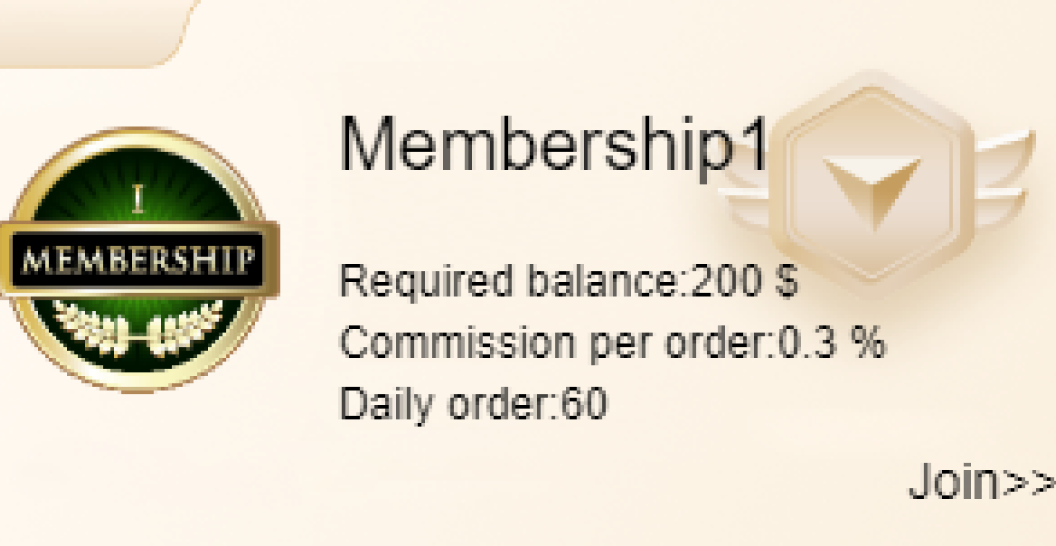 Membership1
I
MEMBERSHIP
Required balance:200 $
Commission per order:0.3 %
Daily order:60
Join>>